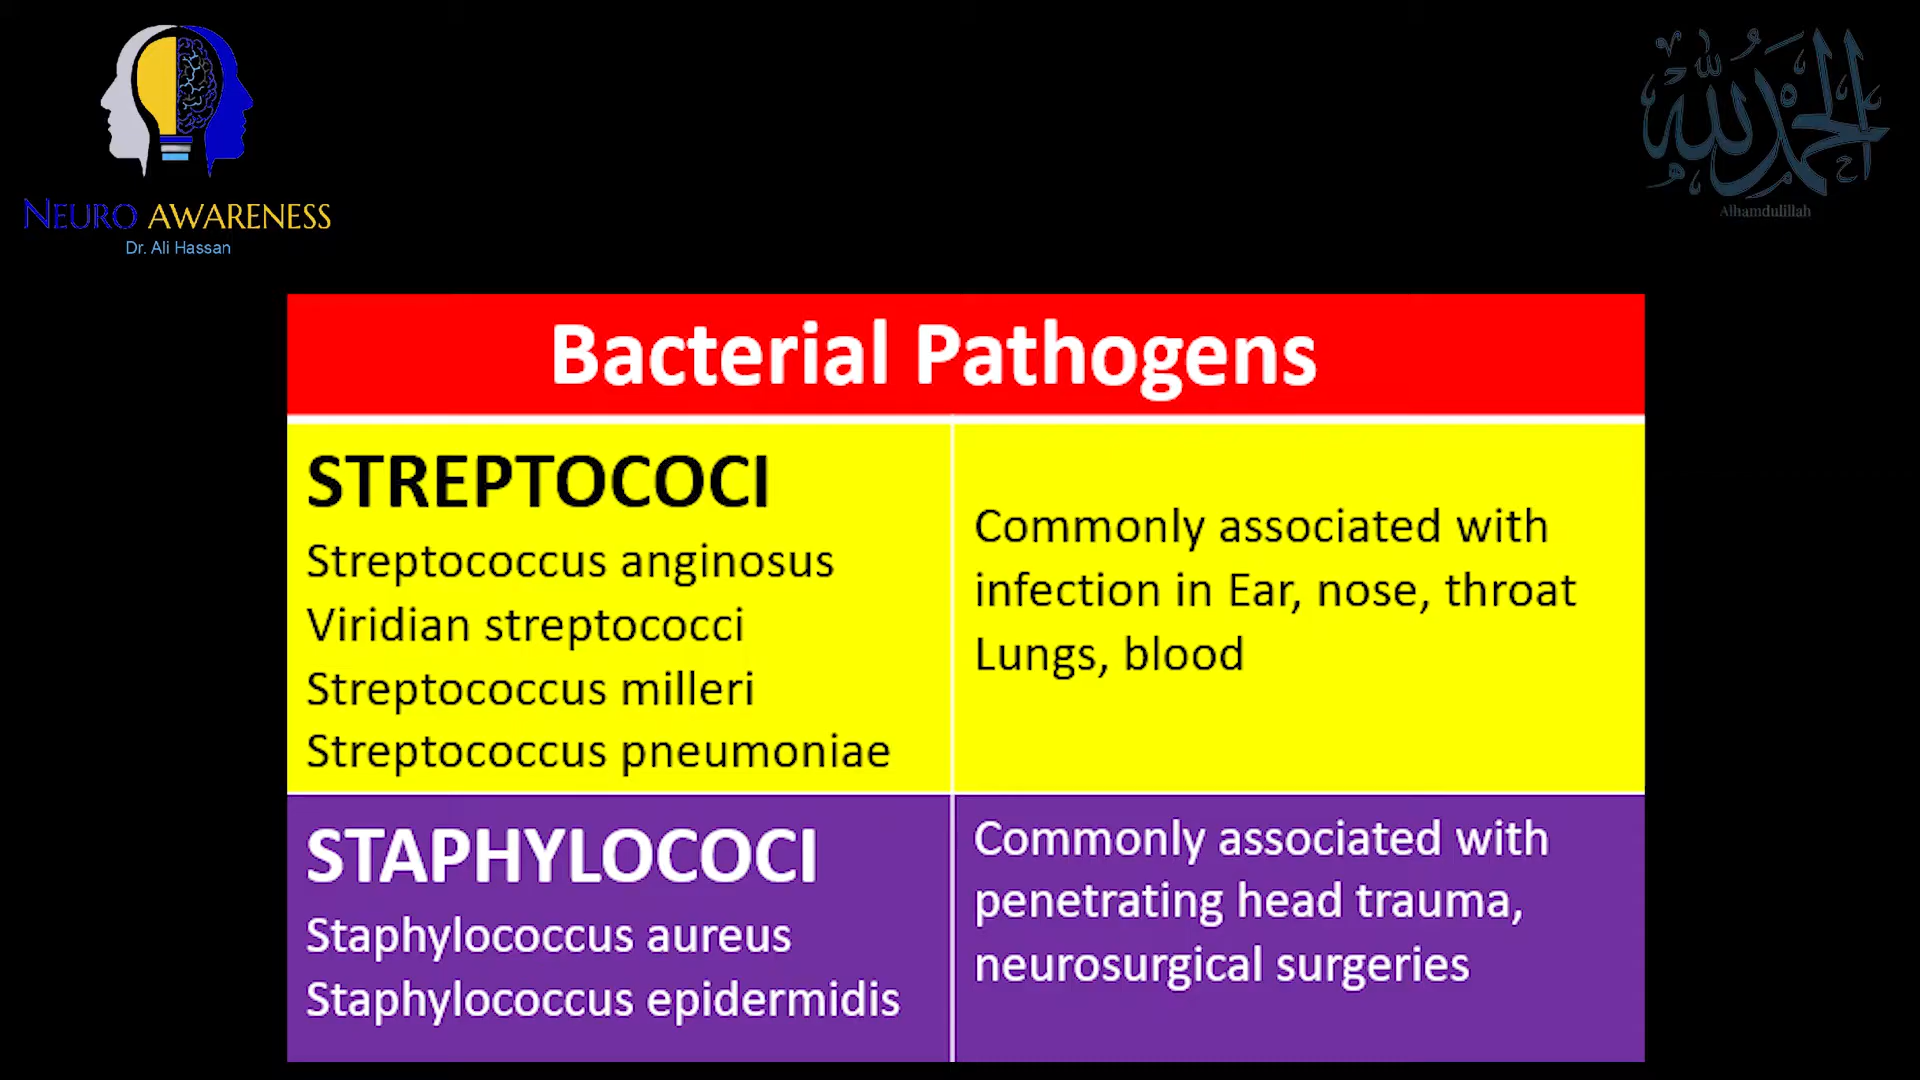 NEURO AWARENESS
Dr. Ali Hassan
الحمد لله
Alhamdulillah
Bacterial Pathogens
STREPTOCOCI
Streptococcus anginosus
Viridian streptococci
Streptococcus milleri
Streptococcus pneumoniae
Commonly associated with
infection in Ear, nose, throat
Lungs, blood
STAPHYLOCOCI
Staphylococcus aureus
Staphylococcus epidermidis
Commonly associated with
penetrating head trauma,
neurosurgical surgeries